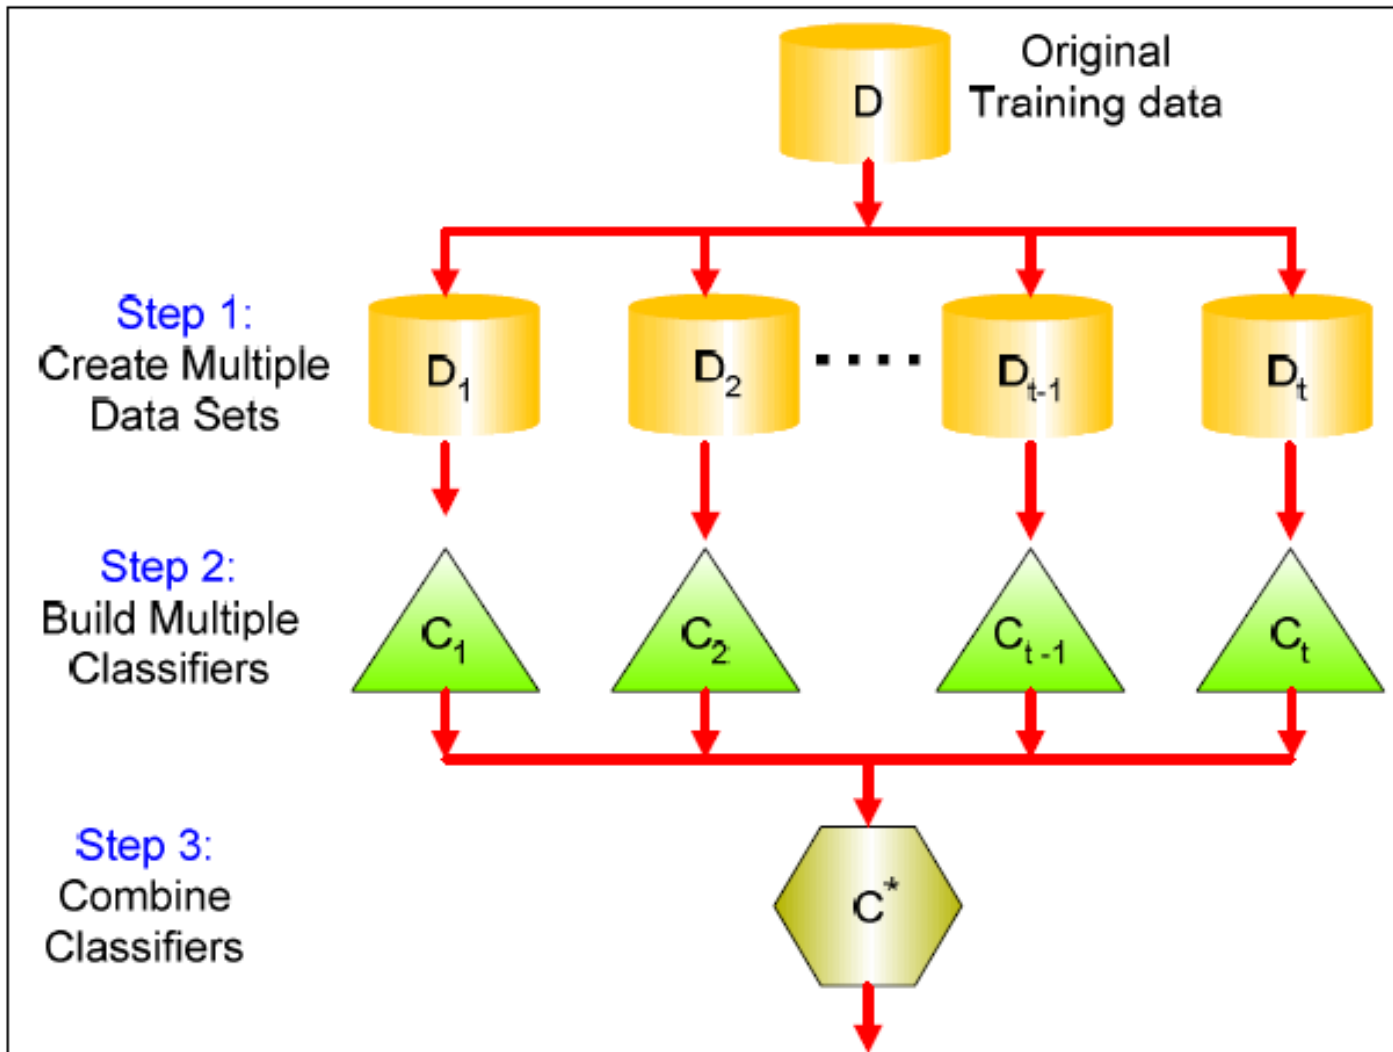 D
Original
Training data
Step 1:
Create Multiple
Data Sets
D1
D2
....
Dt-1
Dt
Step 2:
Build Multiple
Classifiers
C1
C2
Ct-1
Ct
Step 3:
Combine
Classifiers
C*